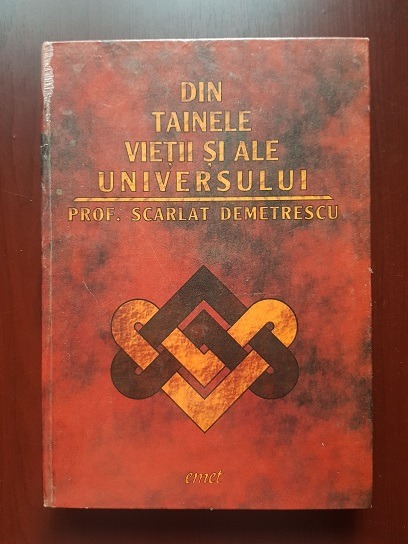 DIN
TAINELE
VIEȚII ȘI ALE
UNIVERSULUI
PROF. SCARLAT DEMETRESCU
emet